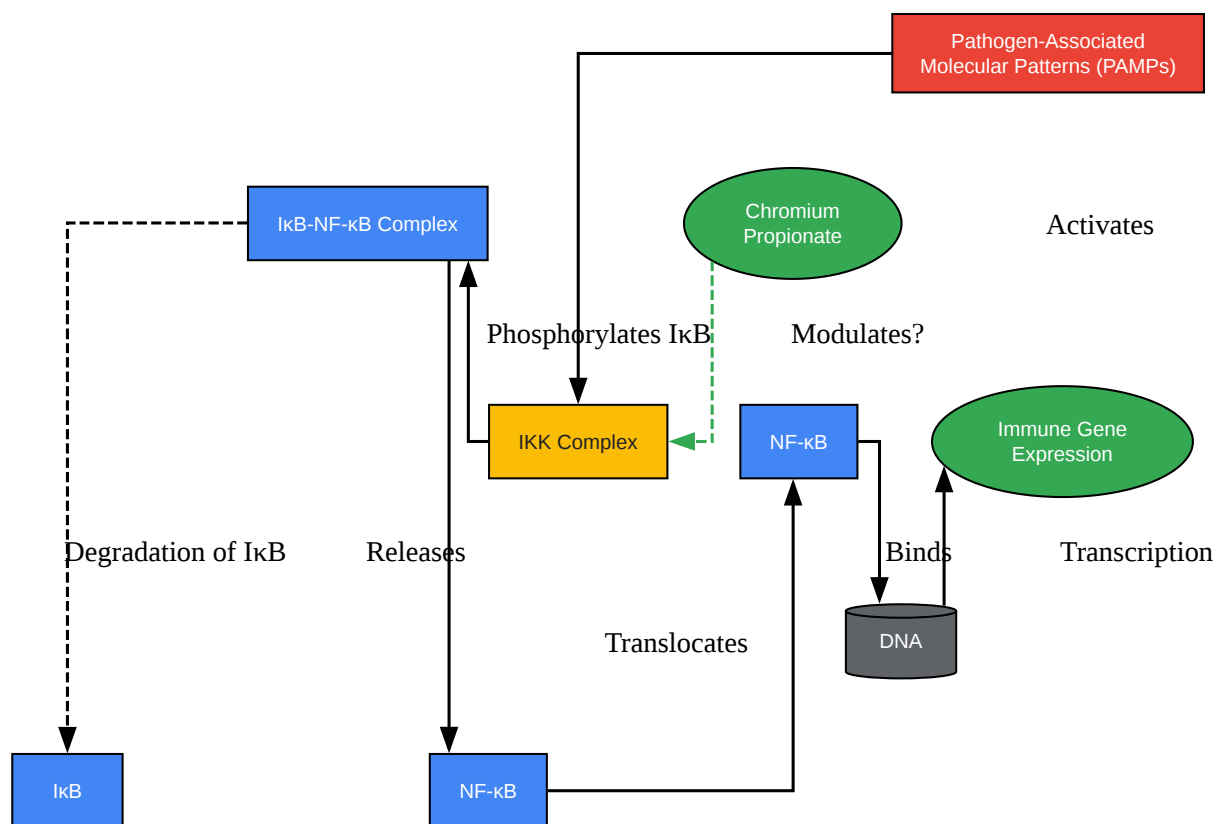 Pathogen-Associated
Molecular Patterns (PAMPs)
IκB-NF-κB Complex
Chromium
Propionate
Activates
Phosphorylates IκB
Modulates?
IKK Complex
NF-κB
Immune Gene
Expression
Degradation of IκB
Releases
Binds
Transcription
Translocates
DNA
IκB
NF-κB